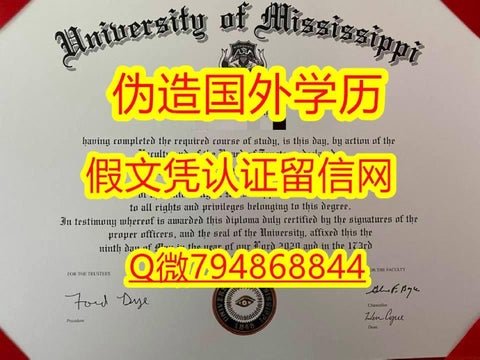 University of Mississippi
伪造国外学历
having completed the required course of study, is this day, by action of the
假文凭认证留信网
to all rights and privileges belonging to this degree.
In testimony whereof is awarded this diploma duly certified by the signatures of the
proper officers, and the seal of the University, affixed this
ninth day of May in the year of our Lord 2020 and in the 173rd
Q微794868844
FOR THE TRUSTEES
FOR THE FACULTY
President
Chancellor
Dean